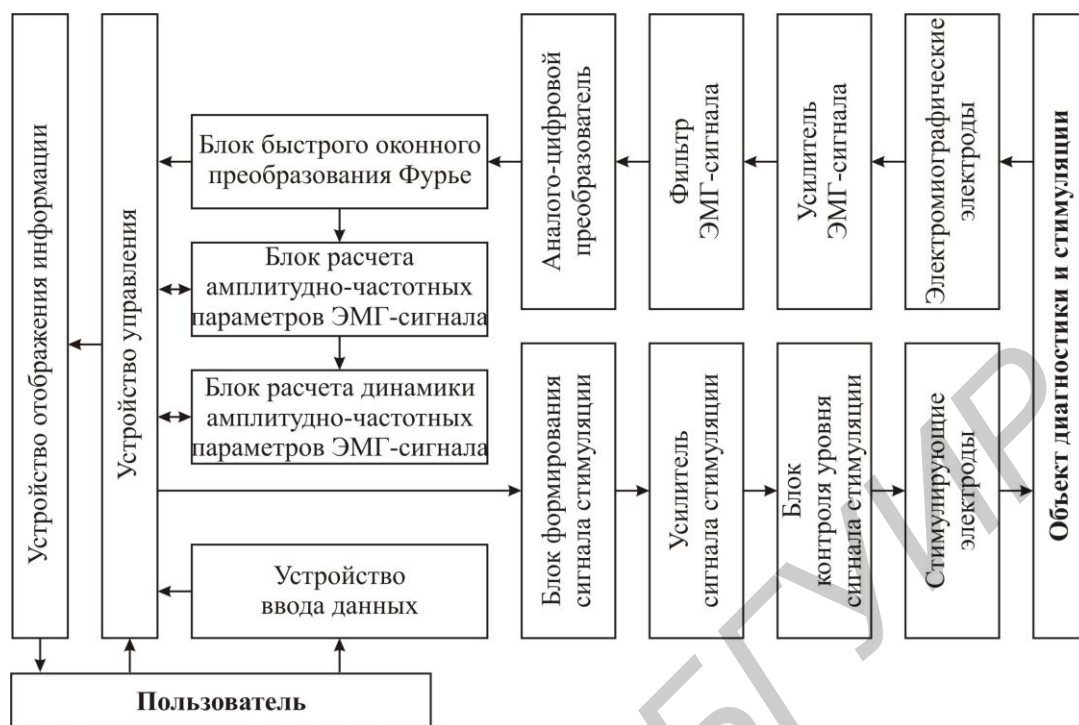 Устройство отображения информации
Устройство управления
Блок быстрого оконного
преобразования Фурье
Блок расчета
амплитудно-частотных
параметров ЭМГ-сигнала
Блок расчета динамики
амплитудно-частотных
параметров ЭМГ-сигнала
Устройство
ввода данных
Пользователь
Аналого-цифровой
преобразователь
Фильтр
ЭМГ-сигнала
Усилитель
ЭМГ-сигнала
Электромиографические
электроды
Блок формирования
сигнала стимуляции
Усилитель
сигнала стимуляции
Блок
контроля уровня
сигнала стимуляции
Стимулирующие
электроды
Объект диагностики и стимуляции
БГУИР